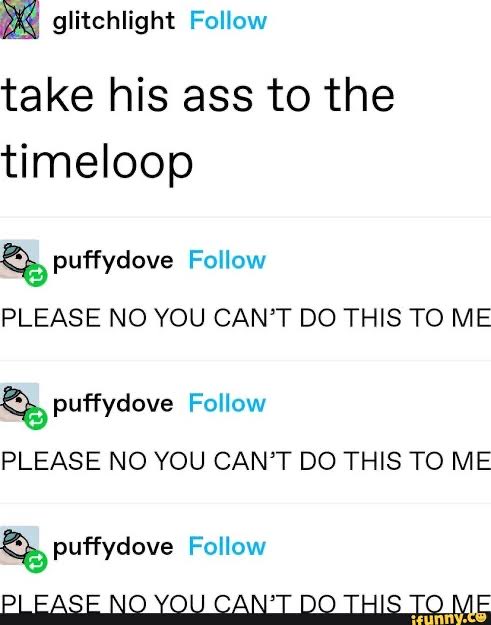 glitchlight Follow
take his ass to the
timeloop
puffydove Follow
PLEASE NO YOU CAN'T DO THIS TO ME
puffydove Follow
PLEASE NO YOU CAN'T DO THIS TO ME
puffydove Follow
PLEASE NO YOU CAN'T DO THIS TO ME
ifunny.co